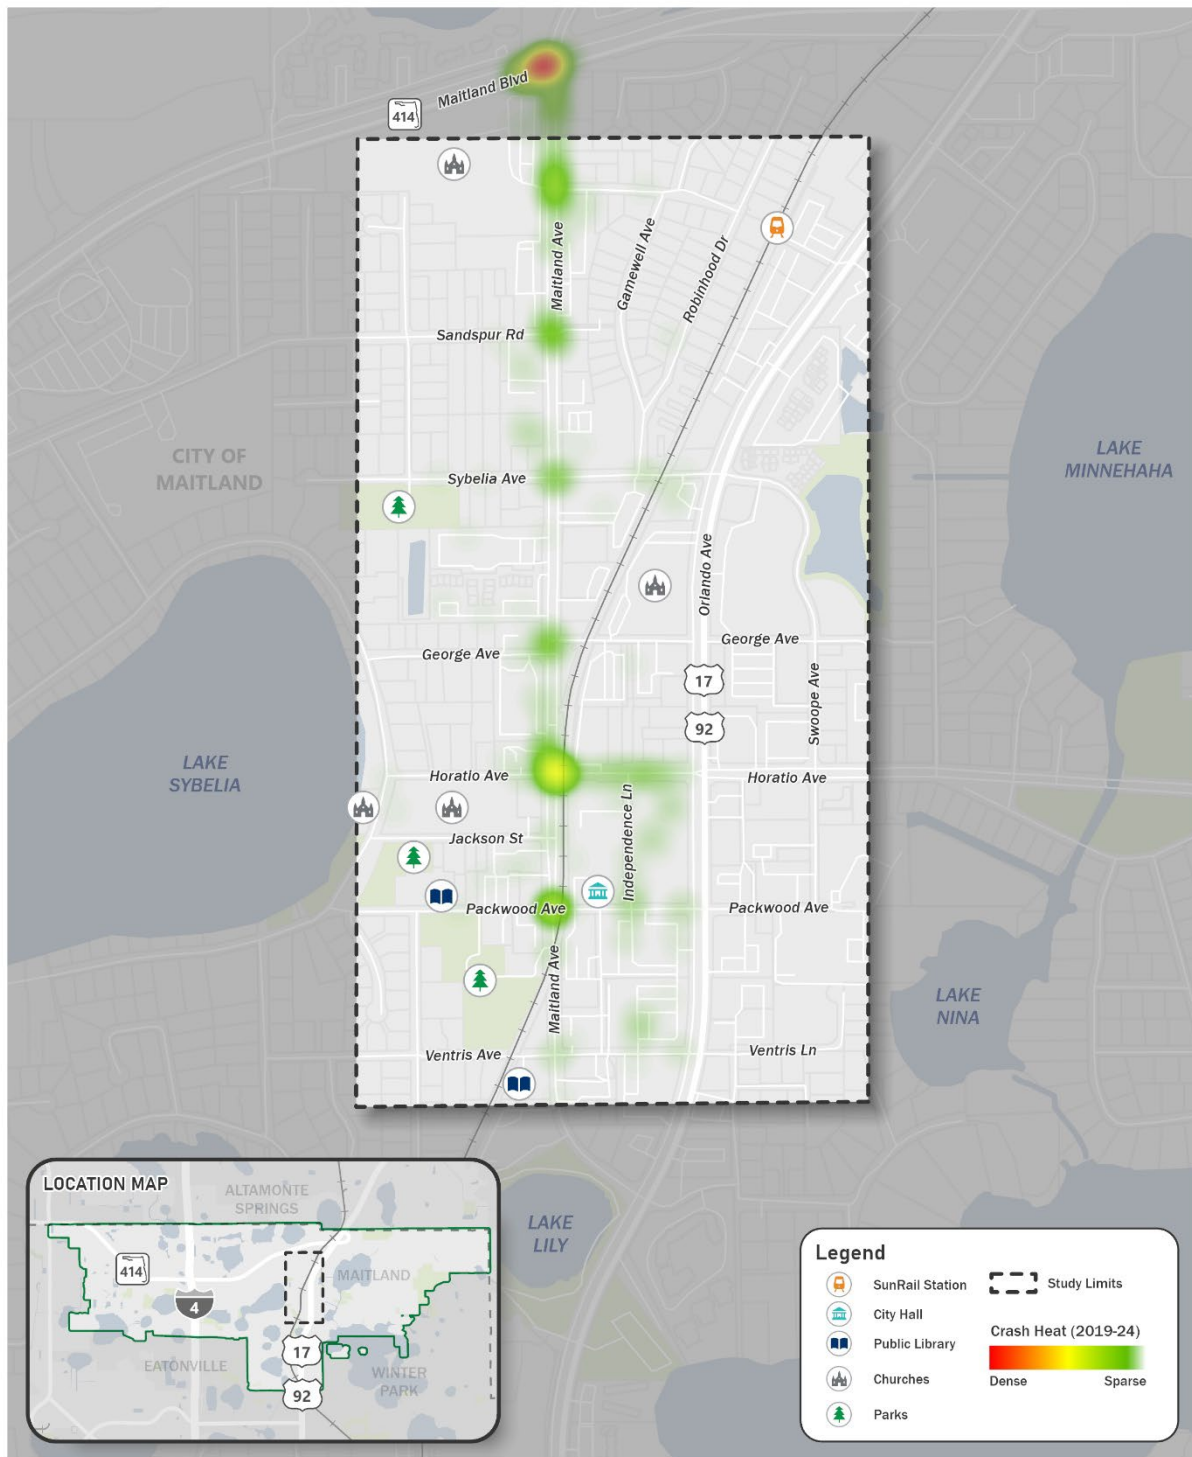 Maitland Blvd
414
Maitland Ave
Gamewell Ave
Robinhood Dr
Sandspur Rd
CITY OF
MAITLAND
LAKE
MINNEHAHA
Sybelia Ave
Orlando Ave
George Ave
George Ave
17
Swoope Ave
92
LAKE
SYBELIA
Horatio Ave
Horatio Ave
Independence Ln
Jackson St
Packwood Ave
Packwood Ave
Maitland Ave
LAKE
NINA
Ventris Ave
Ventris Ln
LOCATION MAP
ALTAMONTE
SPRINGS
414
MAITLAND
4
17
EATONVILLE
WINTER
PARK
92
LAKE
LILY
Legend
SunRail Station
Study Limits
City Hall
Public Library
Crash Heat (2019-24)
Churches
Dense
Sparse
Parks